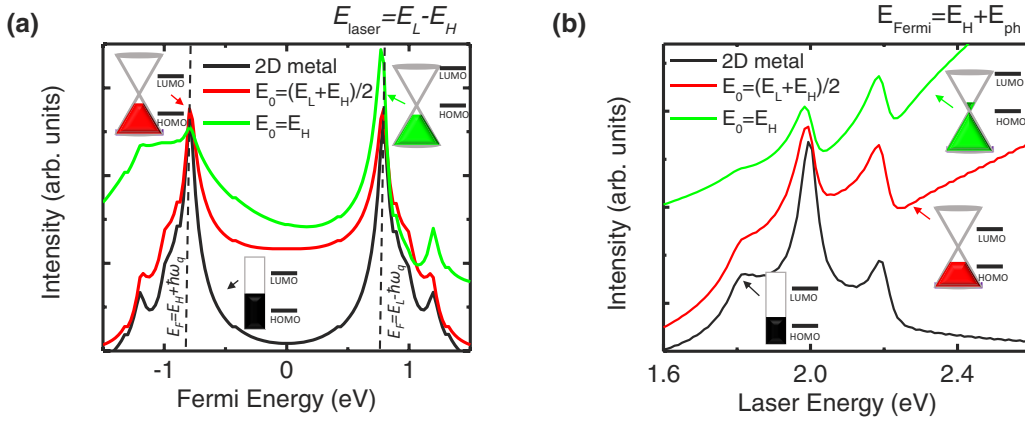 (a)
E_laser=E_L-E_H
2D metal
E_0=(E_L+E_H)/2
E_0=E_H
LUMO
HOMO
LUMO
HOMO
LUMO
HOMO
E_F=E_H+ħω_q
E_F=E_L-ħω_q
Intensity (arb. units)
-1
0
1
Fermi Energy (eV)
(b)
E_Fermi=E_H+E_ph
2D metal
E_0=(E_L+E_H)/2
E_0=E_H
LUMO
HOMO
LUMO
HOMO
LUMO
HOMO
Intensity (arb. units)
1.6
2.0
2.4
Laser Energy (eV)